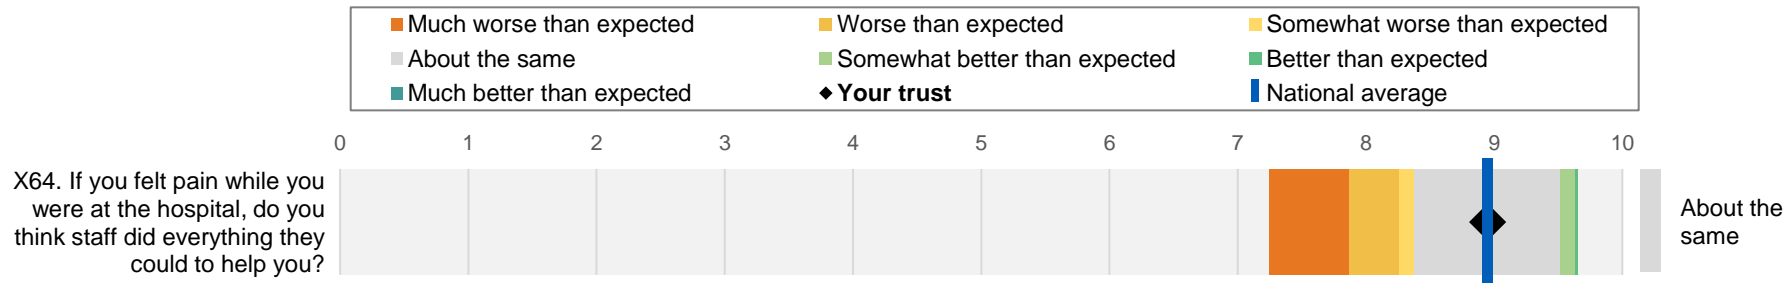 Much worse than expected
Worse than expected
Somewhat worse than expected
About the same
Somewhat better than expected
Better than expected
Much better than expected
Your trust
National average
0 1 2 3 4 5 6 7 8 9 10
X64. If you felt pain while you
were at the hospital, do you
think staff did everything they
could to help you?
About the
same